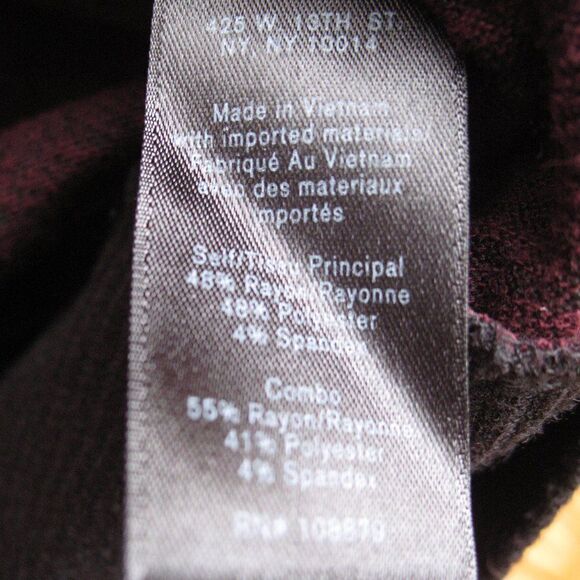 425 W. 13TH ST.
NY, NY 10014
Made in Vietnam
with imported materials/
Fabriqué Au Vietnam
avec des materiaux
importés
Self/Tissu Principal
48% Rayon/Rayonne
48% Polyester
4% Spandex
Combo
55% Rayon/Rayonne
41% Polyester
4% Spandex
RN# 108870